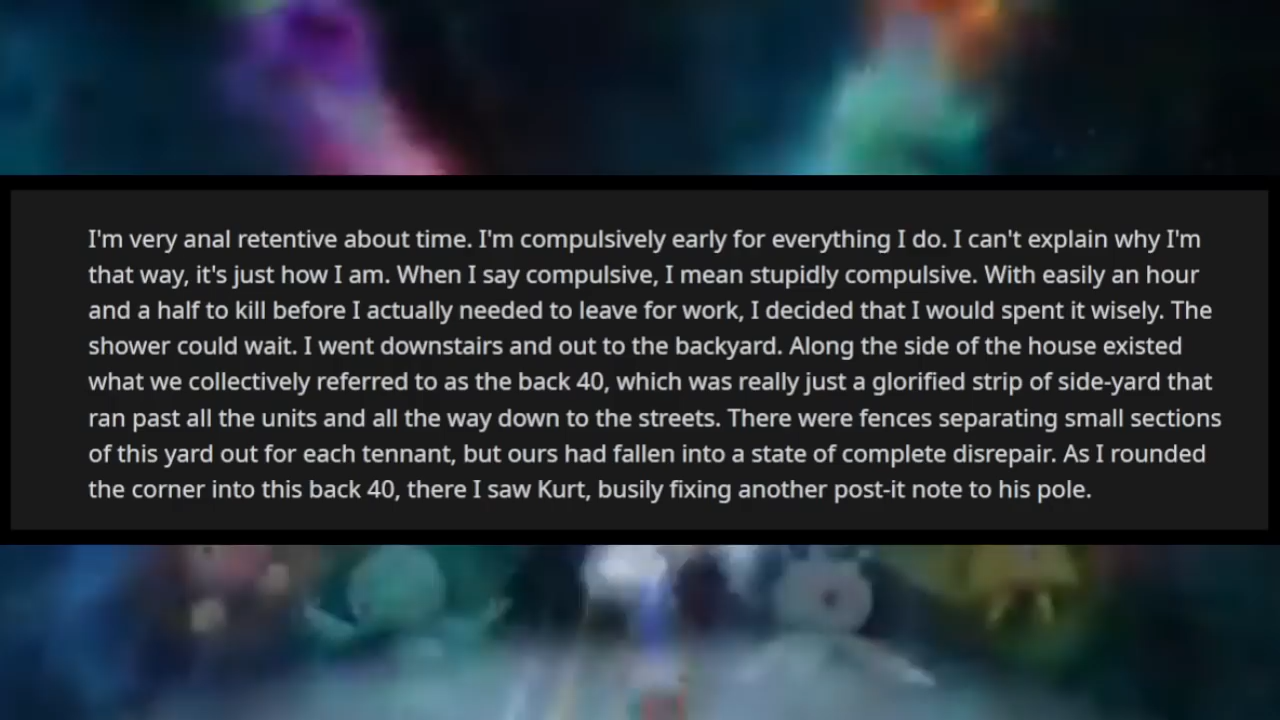 I'm very anal retentive about time. I'm compulsively early for everything I do. I can't explain why I'm
that way, it's just how I am. When I say compulsive, I mean stupidly compulsive. With easily an hour
and a half to kill before I actually needed to leave for work, I decided that I would spent it wisely. The
shower could wait. I went downstairs and out to the backyard. Along the side of the house existed
what we collectively referred to as the back 40, which was really just a glorified strip of side-yard that
ran past all the units and all the way down to the streets. There were fences separating small sections
of this yard out for each tennant, but ours had fallen into a state of complete disrepair. As I rounded
the corner into this back 40, there I saw Kurt, busily fixing another post-it note to his pole.